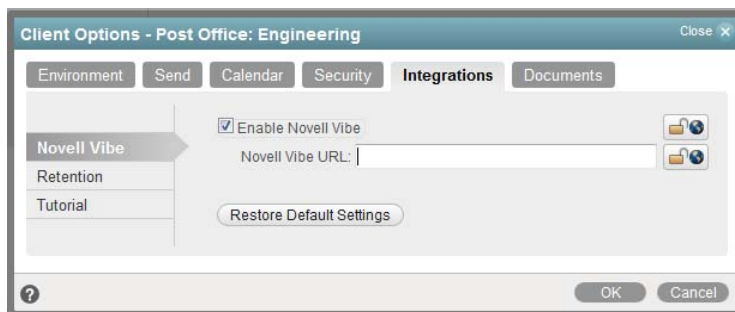 Client Options - Post Office: Engineering Close x
Environment Send Calendar Security Integrations Documents
Novell Vibe
Retention
Tutorial
Enable Novell Vibe
Novell Vibe URL:
Restore Default Settings
? OK Cancel